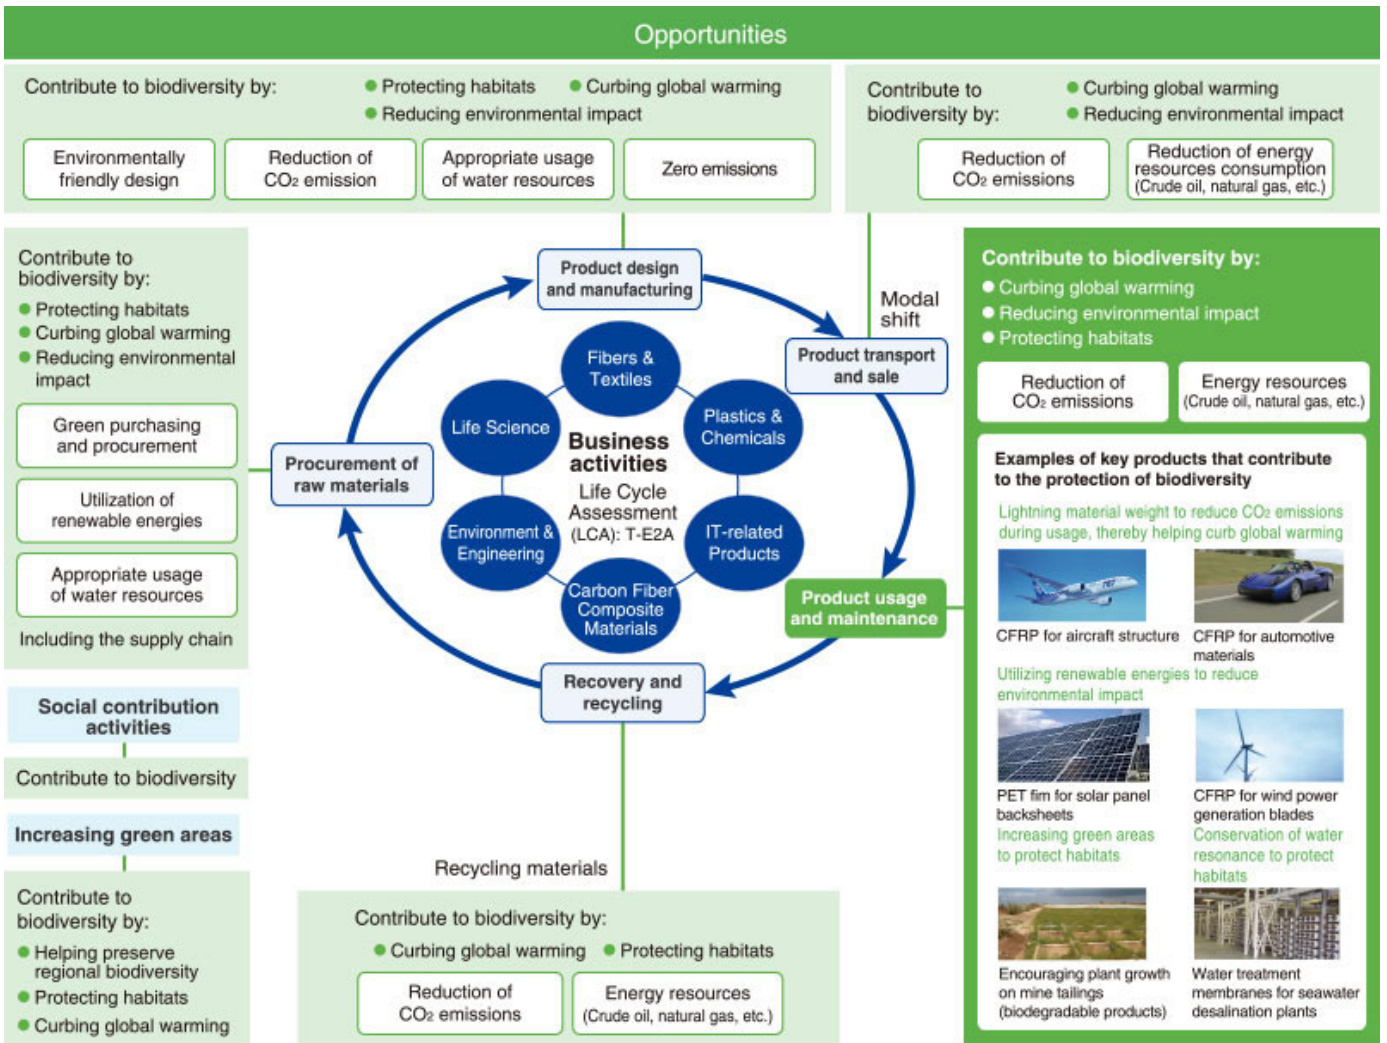 Opportunities
Contribute to biodiversity by:
● Protecting habitats
● Curbing global warming
● Reducing environmental impact
Environmentally
friendly design
Reduction of
CO2 emission
Appropriate usage
of water resources
Zero emissions
Contribute to
biodiversity by:
● Curbing global warming
● Reducing environmental impact
Reduction of
CO2 emissions
Reduction of energy
resources consumption
(Crude oil, natural gas, etc.)
Contribute to
biodiversity by:
● Protecting habitats
● Curbing global warming
● Reducing environmental
impact
Green purchasing
and procurement
Utilization of
renewable energies
Appropriate usage
of water resources
Including the supply chain
Social contribution
activities
Contribute to biodiversity
Increasing green areas
Contribute to
biodiversity by:
● Helping preserve
regional biodiversity
● Protecting habitats
● Curbing global warming
Product design
and manufacturing
Modal
shift
Product transport
and sale
Procurement of
raw materials
Product usage
and maintenance
Recovery and
recycling
Fibers &
Textiles
Life Science
Plastics &
Chemicals
Business
activities
Life Cycle
Assessment
(LCA): T-E2A
Environment &
Engineering
IT-related
Products
Carbon Fiber
Composite
Materials
Recycling materials
Contribute to biodiversity by:
● Curbing global warming
● Protecting habitats
Reduction of
CO2 emissions
Energy resources
(Crude oil, natural gas, etc.)
Contribute to biodiversity by:
● Curbing global warming
● Reducing environmental impact
● Protecting habitats
Reduction of
CO2 emissions
Energy resources
(Crude oil, natural gas, etc.)
Examples of key products that contribute
to the protection of biodiversity
Lightning material weight to reduce CO2 emissions
during usage, thereby helping curb global warming
787
CFRP for aircraft structure
CFRP for automotive
materials
Utilizing renewable energies to reduce
environmental impact
PET fim for solar panel
backsheets
CFRP for wind power
generation blades
Increasing green areas
to protect habitats
Conservation of water
resonance to protect
habitats
Encouraging plant growth
on mine tailings
(biodegradable products)
Water treatment
membranes for seawater
desalination plants